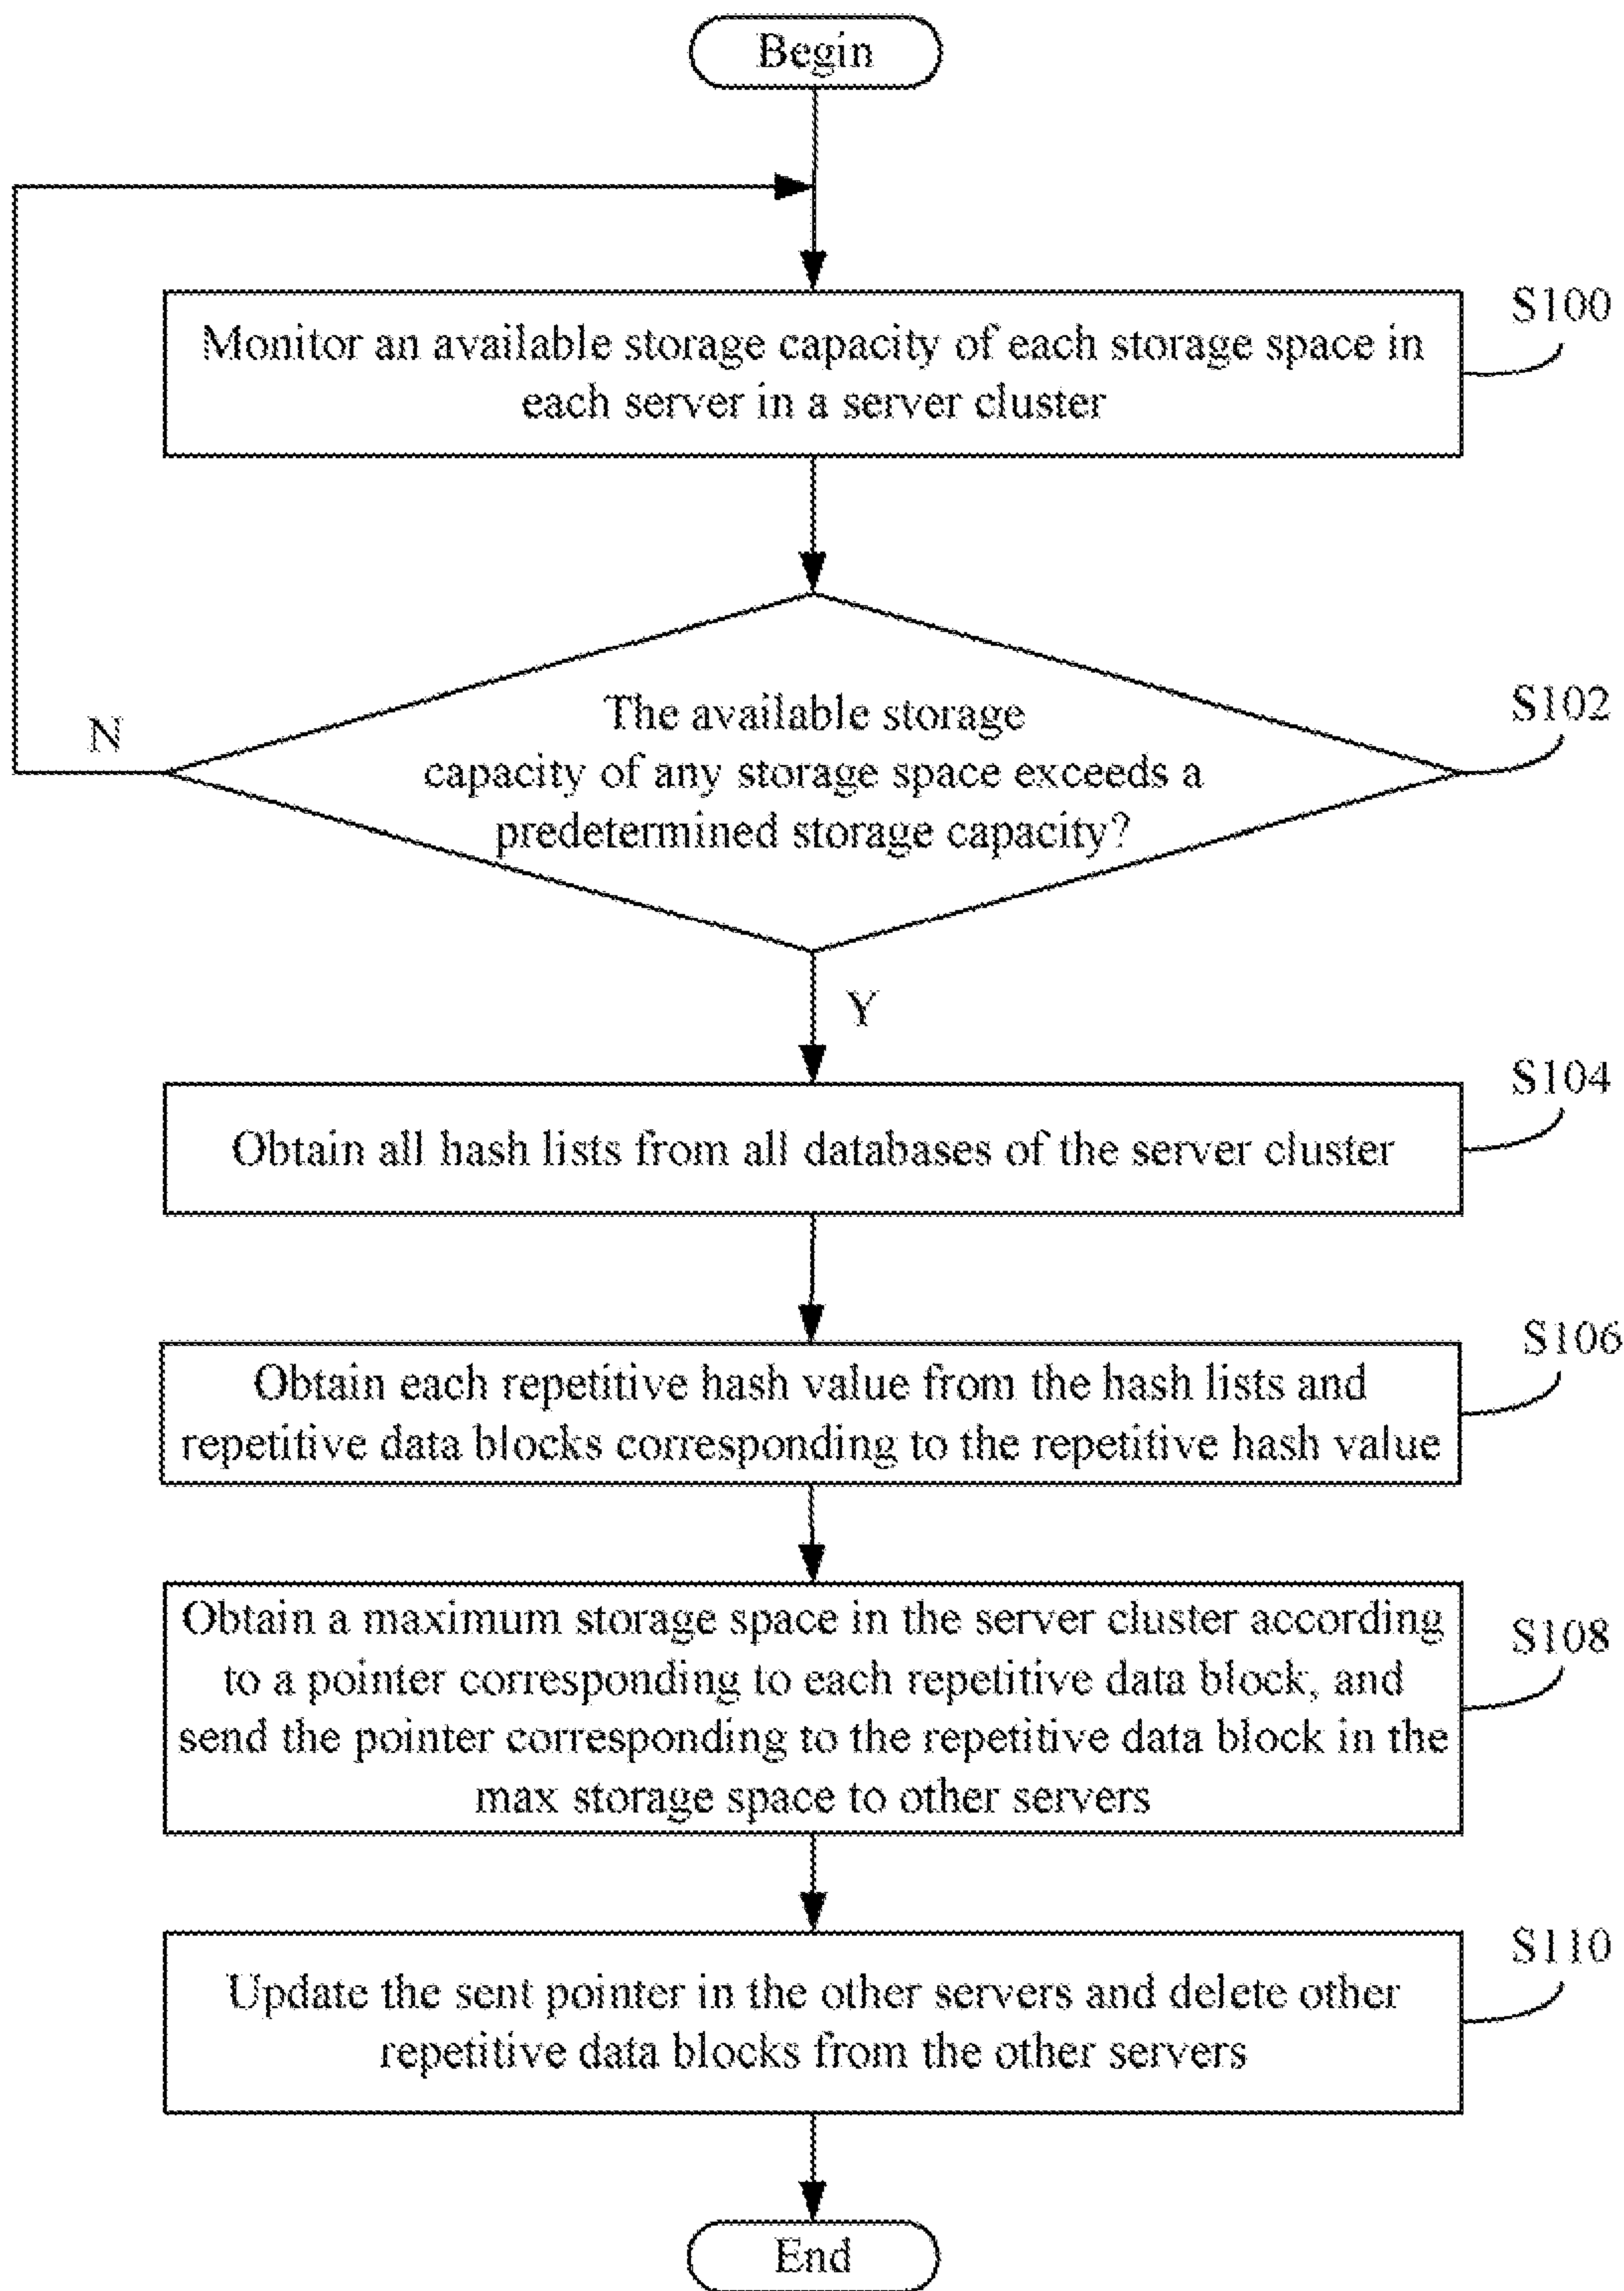 Begin
S100
Monitor an available storage capacity of each storage space in
each server in a server cluster
S102
The available storage
capacity of any storage space exceeds a
predetermined storage capacity?
N
Y
S104
Obtain all hash lists from all databases of the server cluster
S106
Obtain each repetitive hash value from the hash lists and
repetitive data blocks corresponding to the repetitive hash value
S108
Obtain a maximum storage space in the server cluster according
to a pointer corresponding to each repetitive data block, and
send the pointer corresponding to the repetitive data block in the
max storage space to other servers
S110
Update the sent pointer in the other servers and delete other
repetitive data blocks from the other servers
End